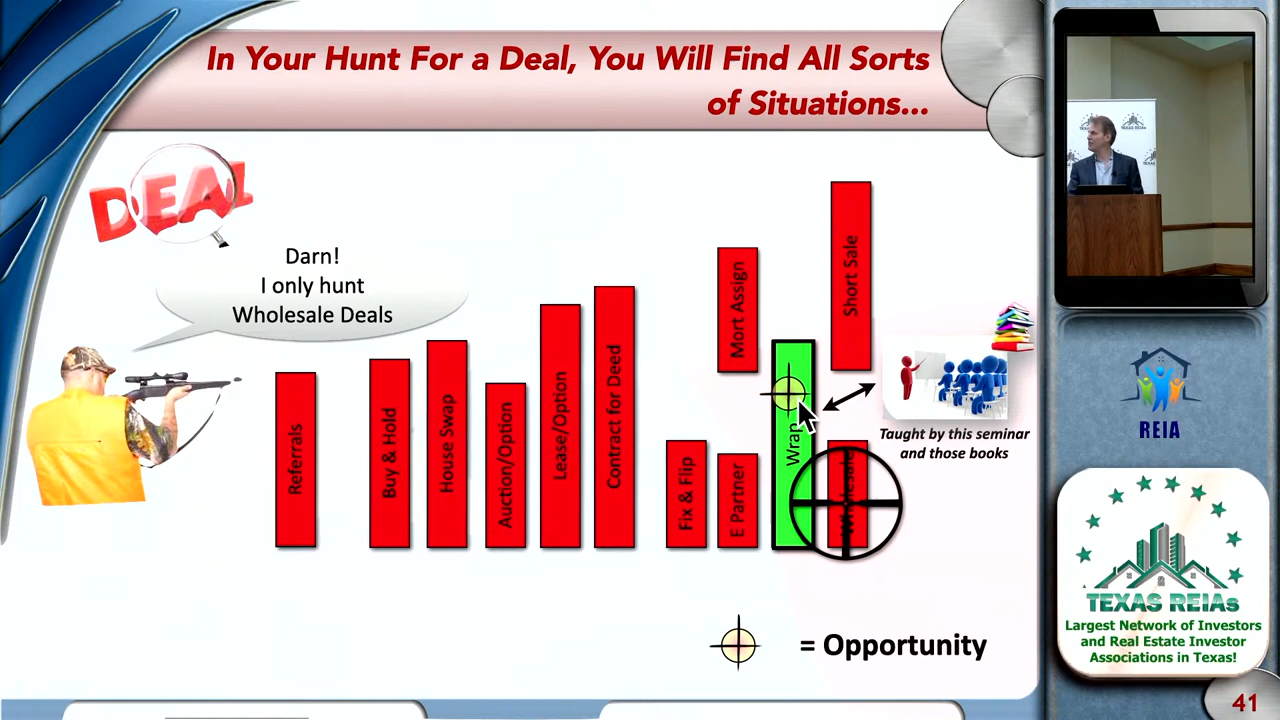 In Your Hunt For a Deal, You Will Find All Sorts
of Situations...
DEAL
Darn!
I only hunt
Wholesale Deals
Referrals
Buy & Hold
House Swap
Auction/Option
Lease/Option
Contract for Deed
Fix & Flip
Mort Assign
E Partner
Wrap
Short Sale
Wholesale
Taught by this seminar
and those books
= Opportunity
TEXAS REIAs
REIA
TEXAS REIAs
Largest Network of Investors
and Real Estate Investor
Associations in Texas!
41